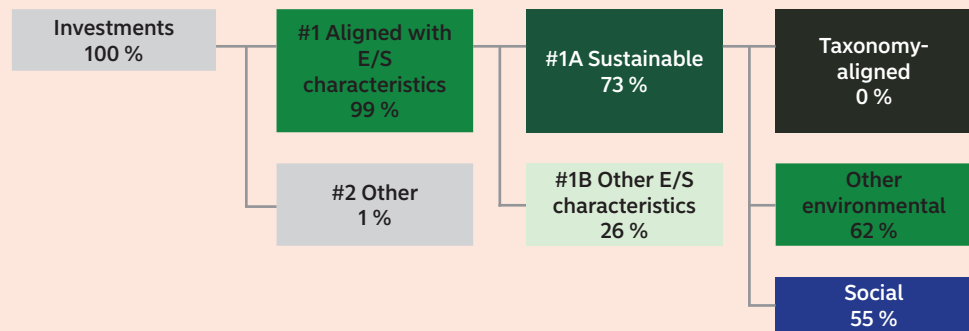 Investments
100 %
#1 Aligned with
E/S
characteristics
99 %
#1A Sustainable
73 %
Taxonomy-
aligned
0 %
#2 Other
1 %
#1B Other E/S
characteristics
26 %
Other
environmental
62 %
Social
55 %